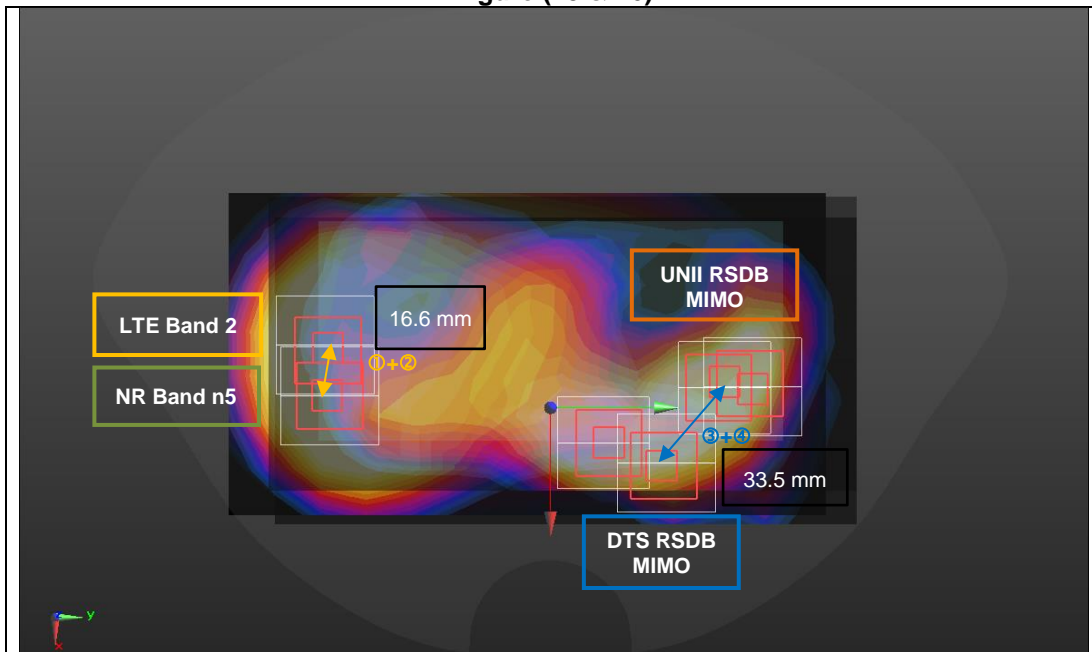 UNII RSDB
MIMO
LTE Band 2
16.6 mm
①+②
NR Band n5
③+④
33.5 mm
DTS RSDB
MIMO
y
x